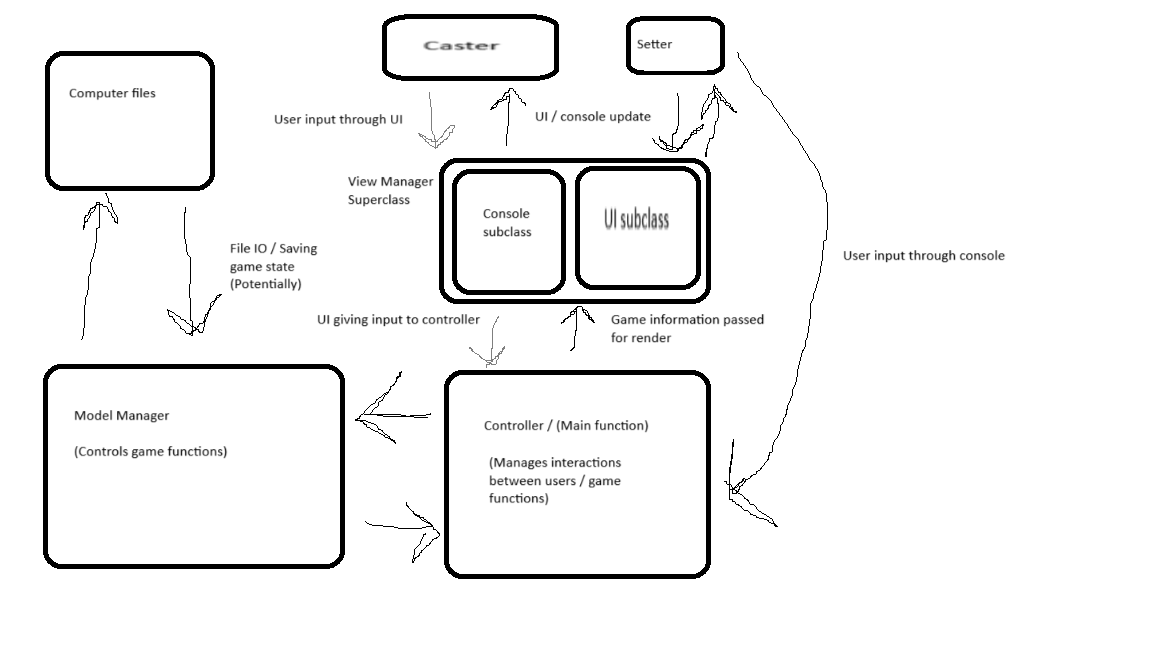 Caster
Setter
Computer files
User input through UI
UI / console update
View Manager
Superclass
Console
subclass
UI subclass
File IO / Saving
game state
(Potentially)
User input through console
UI giving input to controller
Game information passed
for render
Model Manager
(Controls game functions)
Controller / (Main function)
(Manages interactions
between users / game
functions)